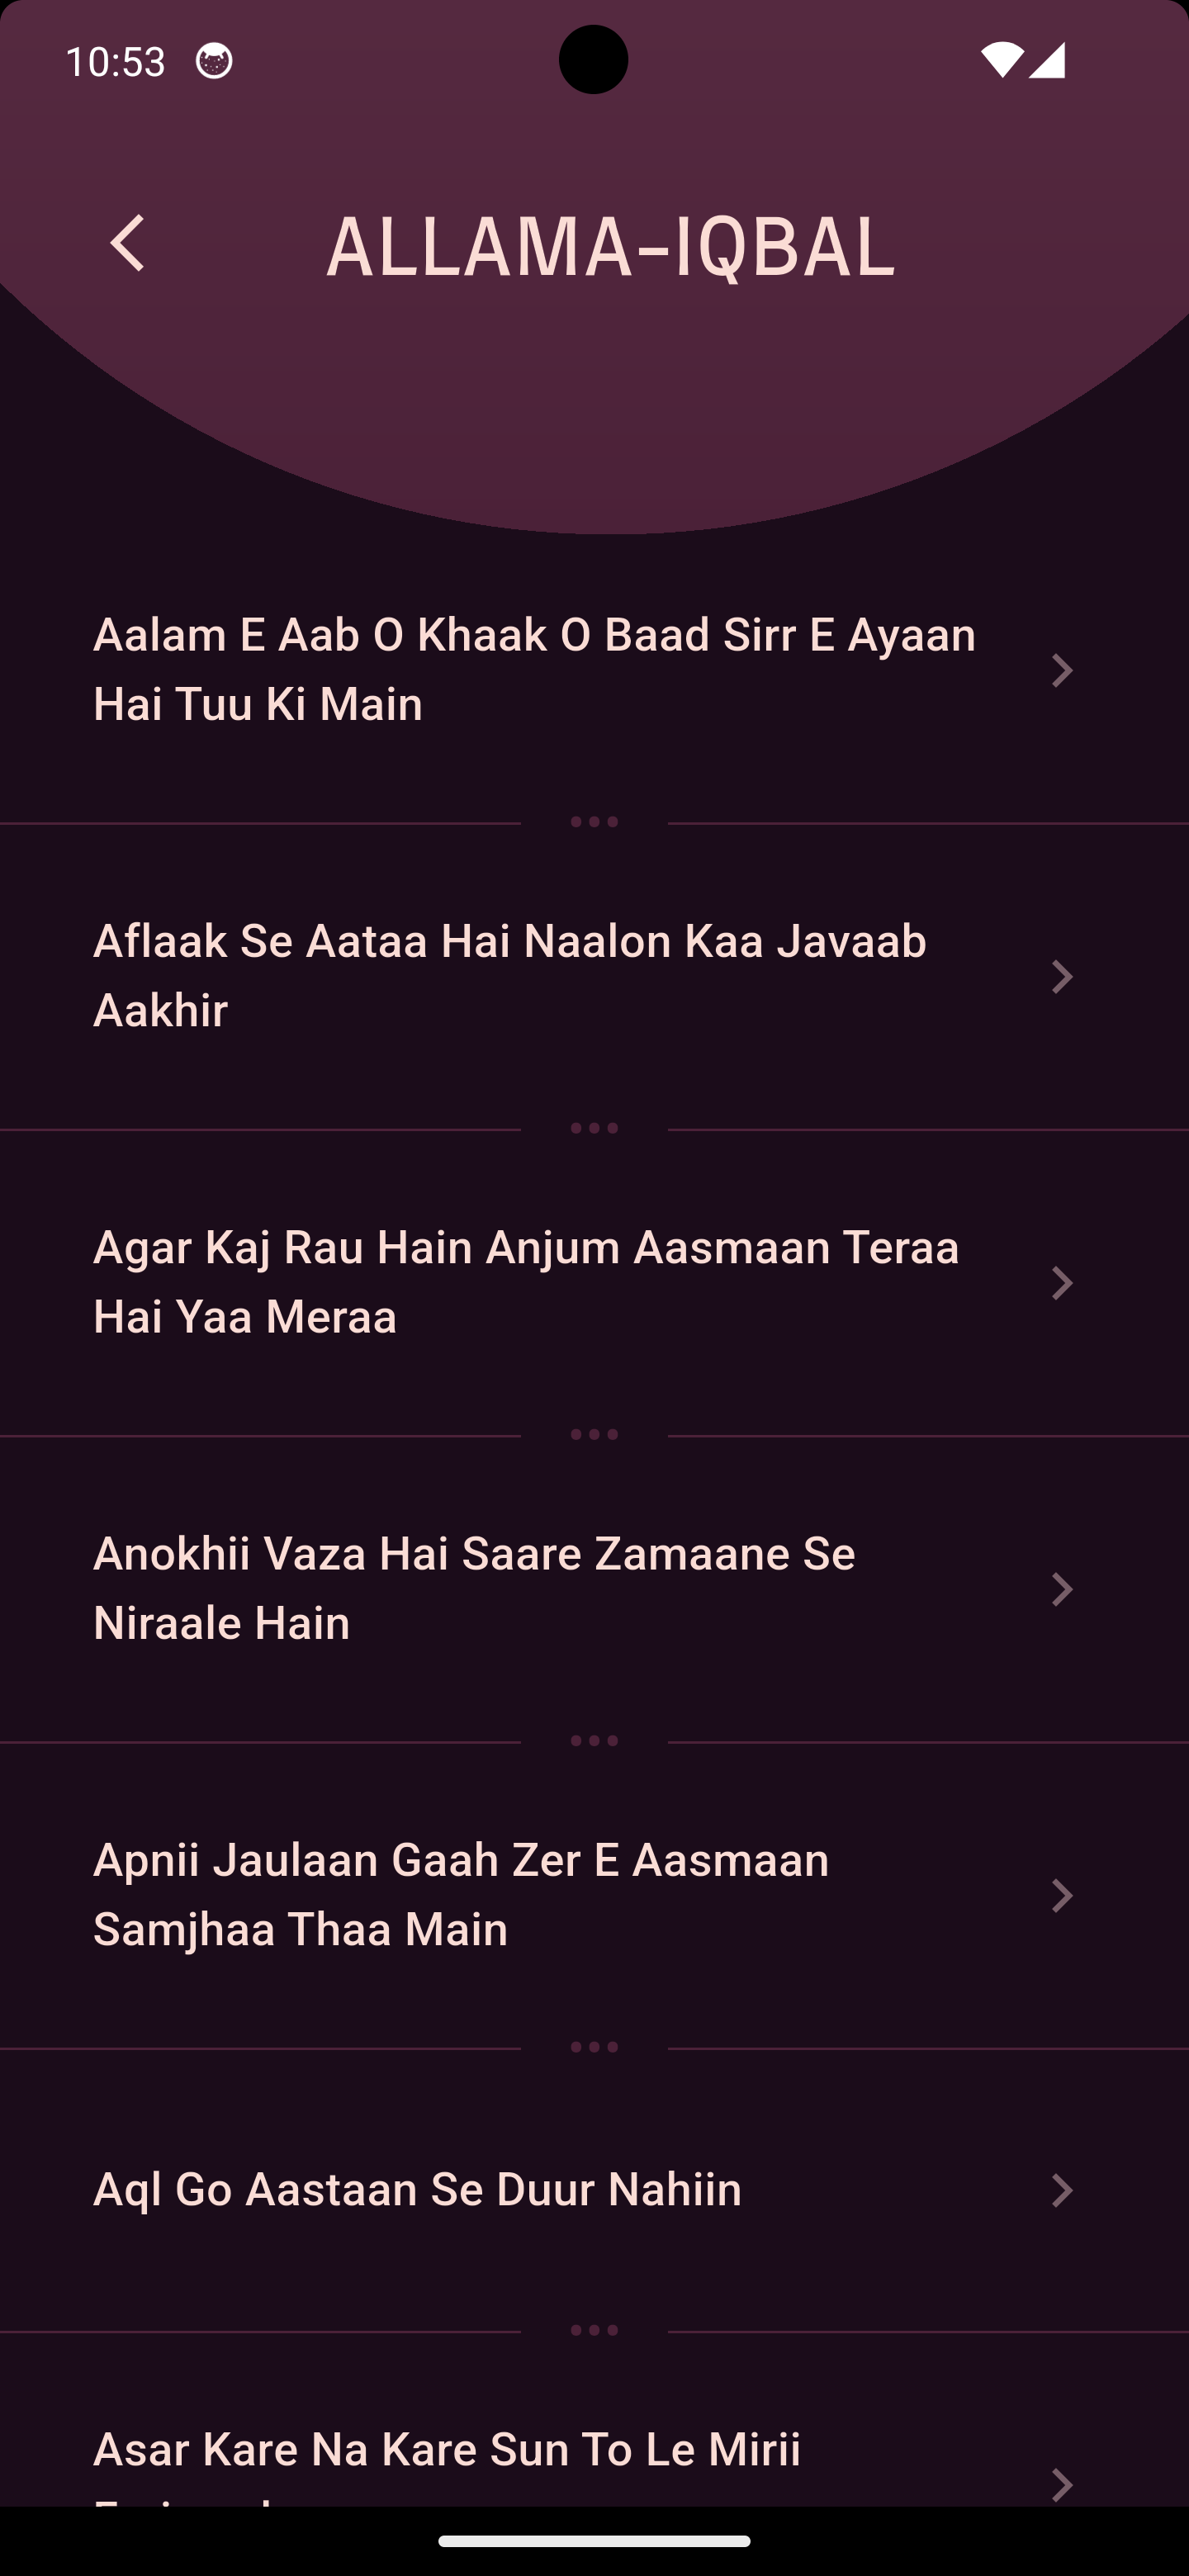 10:53
ALLAMA-IQBAL
Aalam E Aab O Khaak O Baad Sirr E Ayaan
Hai Tuu Ki Main
Aflaak Se Aataa Hai Naalon Kaa Javaab
Aakhir
Agar Kaj Rau Hain Anjum Aasmaan Teraa
Hai Yaa Meraa
Anokhii Vaza Hai Saare Zamaane Se
Niraale Hain
Apnii Jaulaan Gaah Zer E Aasmaan
Samjhaa Thaa Main
Aql Go Aastaan Se Duur Nahiin
Asar Kare Na Kare Sun To Le Mirii